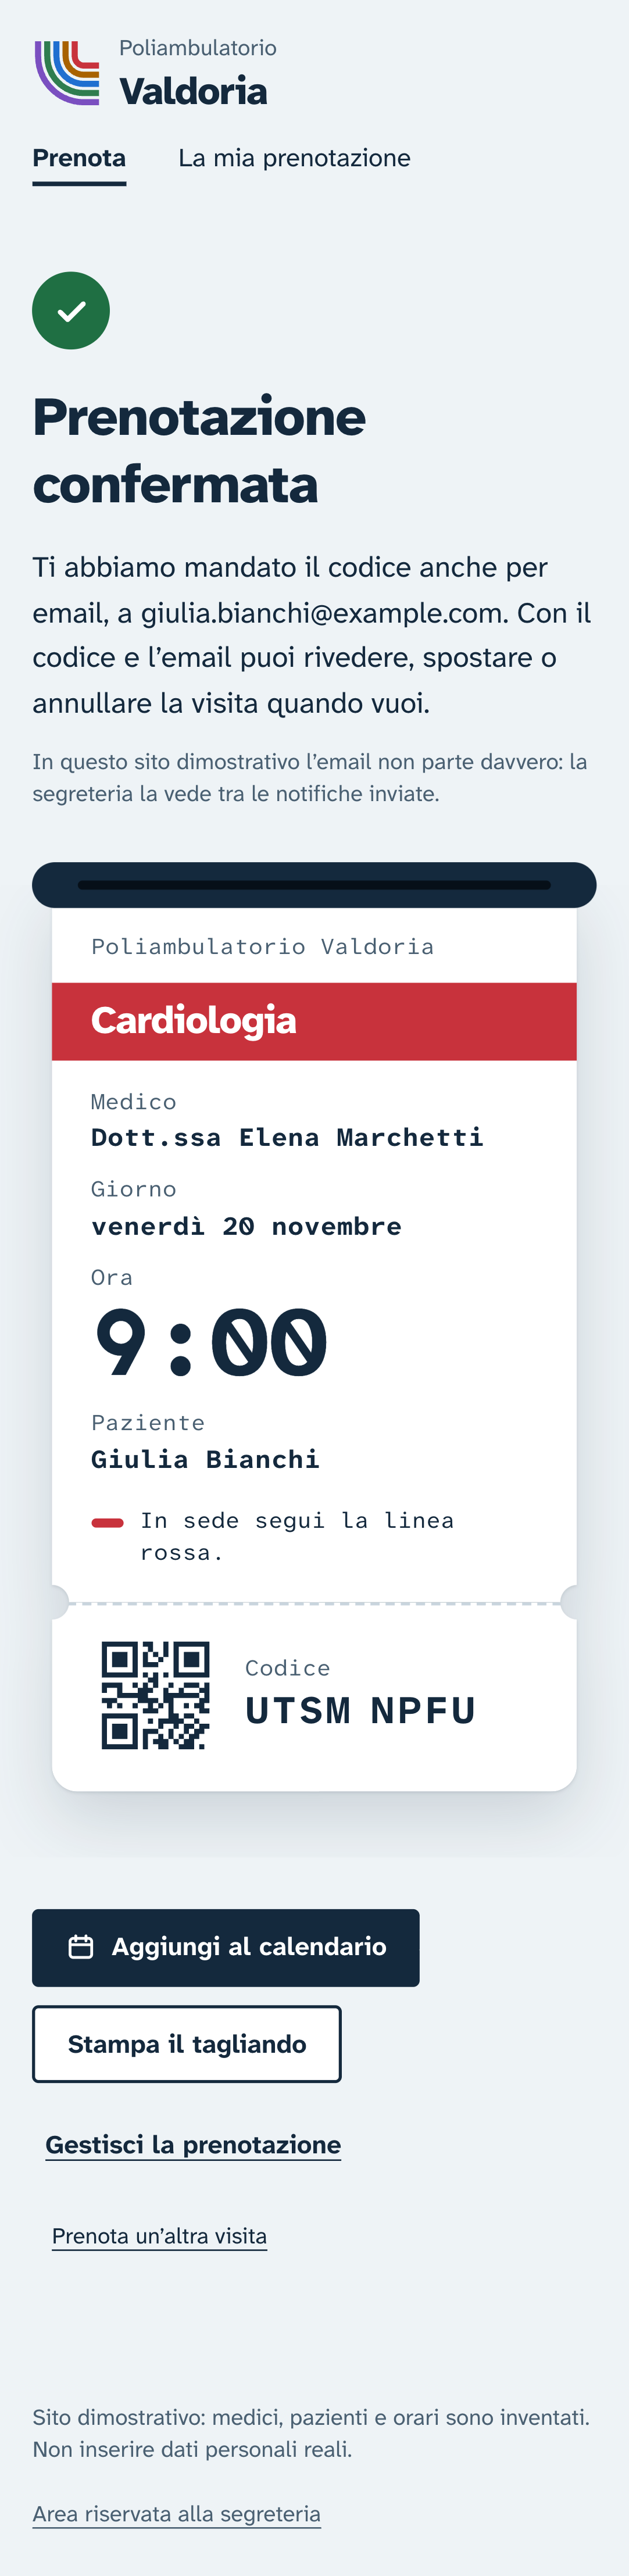 Poliambulatorio
Valdoria
Prenota
La mia prenotazione
Prenotazione
confermata
Ti abbiamo mandato il codice anche per
email, a giulia.bianchi@example.com. Con il
codice e l’email puoi rivedere, spostare o
annullare la visita quando vuoi.
In questo sito dimostrativo l’email non parte davvero: la
segreteria la vede tra le notifiche inviate.
Poliambulatorio Valdoria
Cardiologia
Medico
Dott.ssa Elena Marchetti
Giorno
venerdì 20 novembre
Ora
9:00
Paziente
Giulia Bianchi
In sede segui la linea
rossa.
Codice
UTSM NPFU
Aggiungi al calendario
Stampa il tagliando
Gestisci la prenotazione
Prenota un’altra visita
Sito dimostrativo: medici, pazienti e orari sono inventati.
Non inserire dati personali reali.
Area riservata alla segreteria